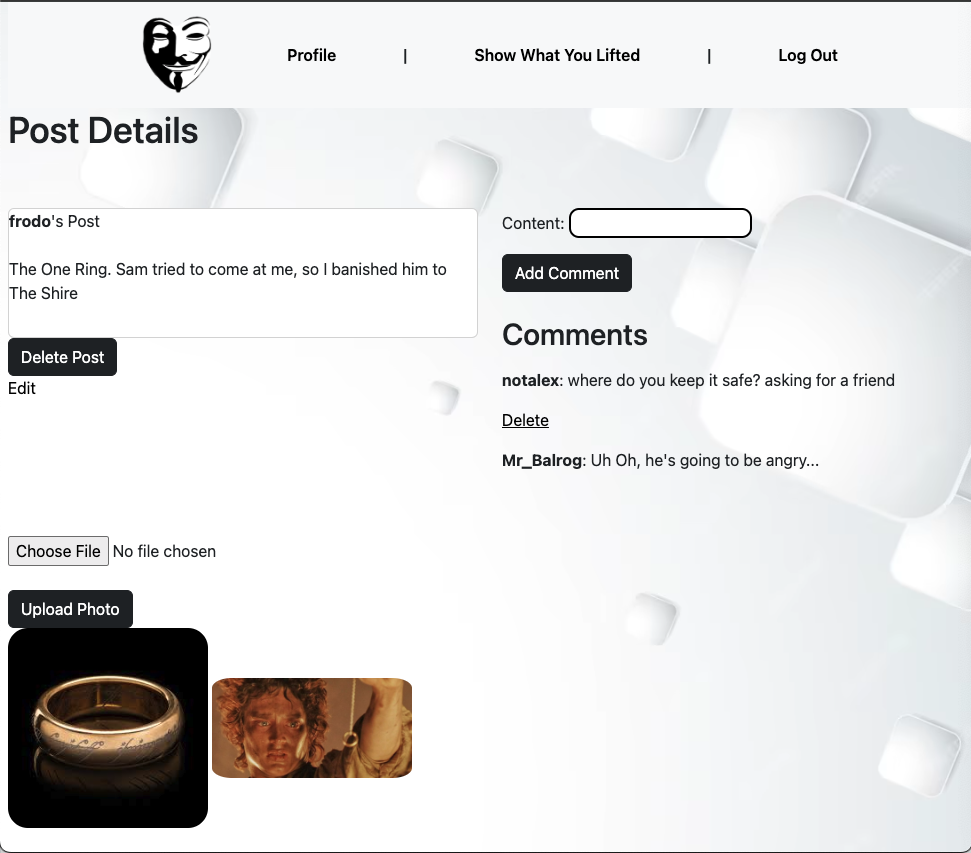 Profile | Show What You Lifted | Log Out
Post Details
frodo's Post
The One Ring. Sam tried to come at me, so I banished him to
The Shire
Delete Post
Edit
Content:
Add Comment
Comments
notalex: where do you keep it safe? asking for a friend
Delete
Mr_Balrog: Uh Oh, he's going to be angry...
Choose File No file chosen
Upload Photo